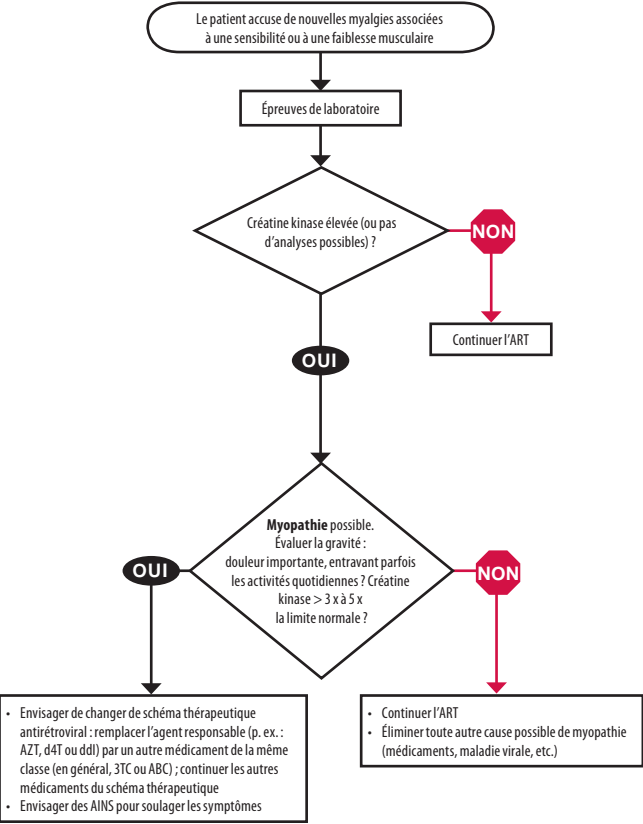 Le patient accuse de nouvelles myalgies associées
à une sensibilité ou à une faiblesse musculaire
Épreuves de laboratoire
Créatine kinase élevée (ou pas
d'analyses possibles) ?
NON
Continuer l'ART
OUI
Myopathie possible.
Évaluer la gravité :
douleur importante, entravant parfois
les activités quotidiennes ? Créatine
kinase > 3 x à 5 x
la limite normale ?
OUI
NON
• Envisager de changer de schéma thérapeutique
antirétroviral : remplacer l'agent responsable (p. ex. :
AZT, d4T ou ddI) par un autre médicament de la même
classe (en général, 3TC ou ABC) ; continuer les autres
médicaments du schéma thérapeutique
• Envisager des AINS pour soulager les symptômes
• Continuer l'ART
• Éliminer toute autre cause possible de myopathie
(médicaments, maladie virale, etc.)